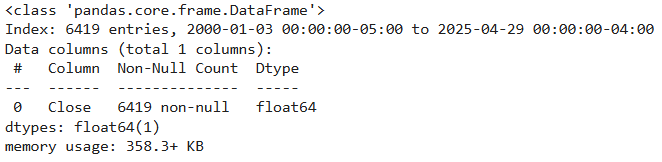 <class 'pandas.core.frame.DataFrame'>
Index: 6419 entries, 2000-01-03 00:00:00-05:00 to 2025-04-29 00:00:00-04:00
Data columns (total 1 columns):
 #   Column  Non-Null Count  Dtype
---  ------  --------------  -----
 0   Close   6419 non-null   float64
dtypes: float64(1)
memory usage: 358.3+ KB